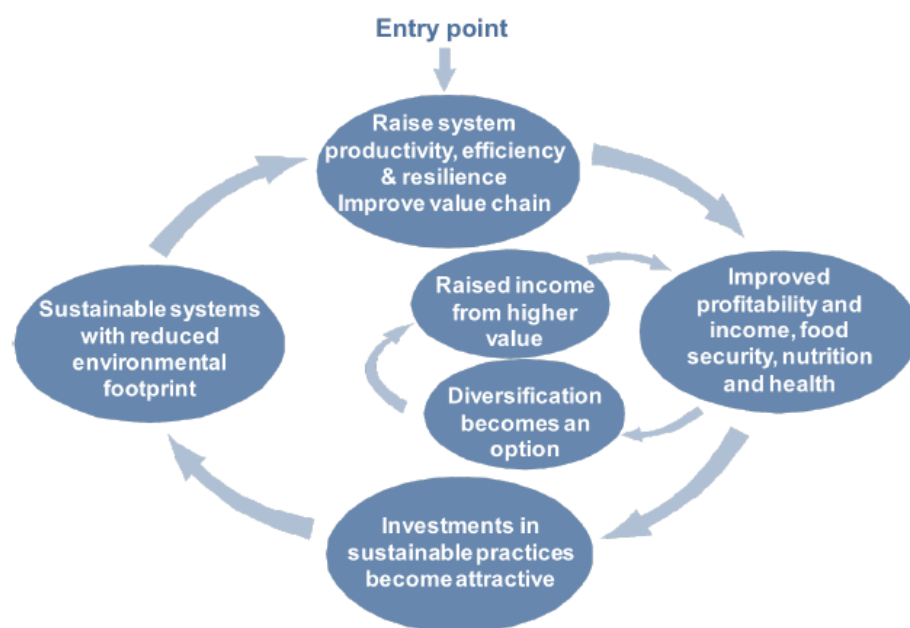 Entry point
Raise system
productivity, efficiency
& resilience
Improve value chain
Improved
profitability and
income, food
security, nutrition
and health
Raised income
from higher
value
Diversification
becomes an
option
Investments in
sustainable practices
become attractive
Sustainable systems
with reduced
environmental
footprint